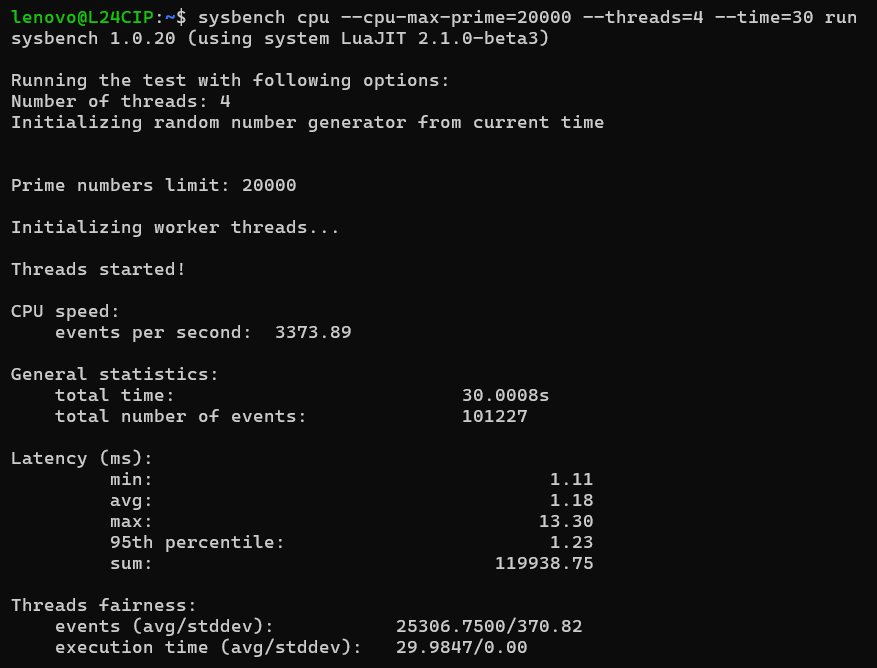 lenovo@L24CIP:~$ sysbench cpu --cpu-max-prime=20000 --threads=4 --time=30 run
sysbench 1.0.20 (using system LuaJIT 2.1.0-beta3)
Running the test with following options:
Number of threads: 4
Initializing random number generator from current time
Prime numbers limit: 20000
Initializing worker threads...
Threads started!
CPU speed:
events per second: 3373.89
General statistics:
total time: 30.0008s
total number of events: 101227
Latency (ms):
min: 1.11
avg: 1.18
max: 13.30
95th percentile: 1.23
sum: 119938.75
Threads fairness:
events (avg/stddev): 25306.7500/370.82
execution time (avg/stddev): 29.9847/0.00